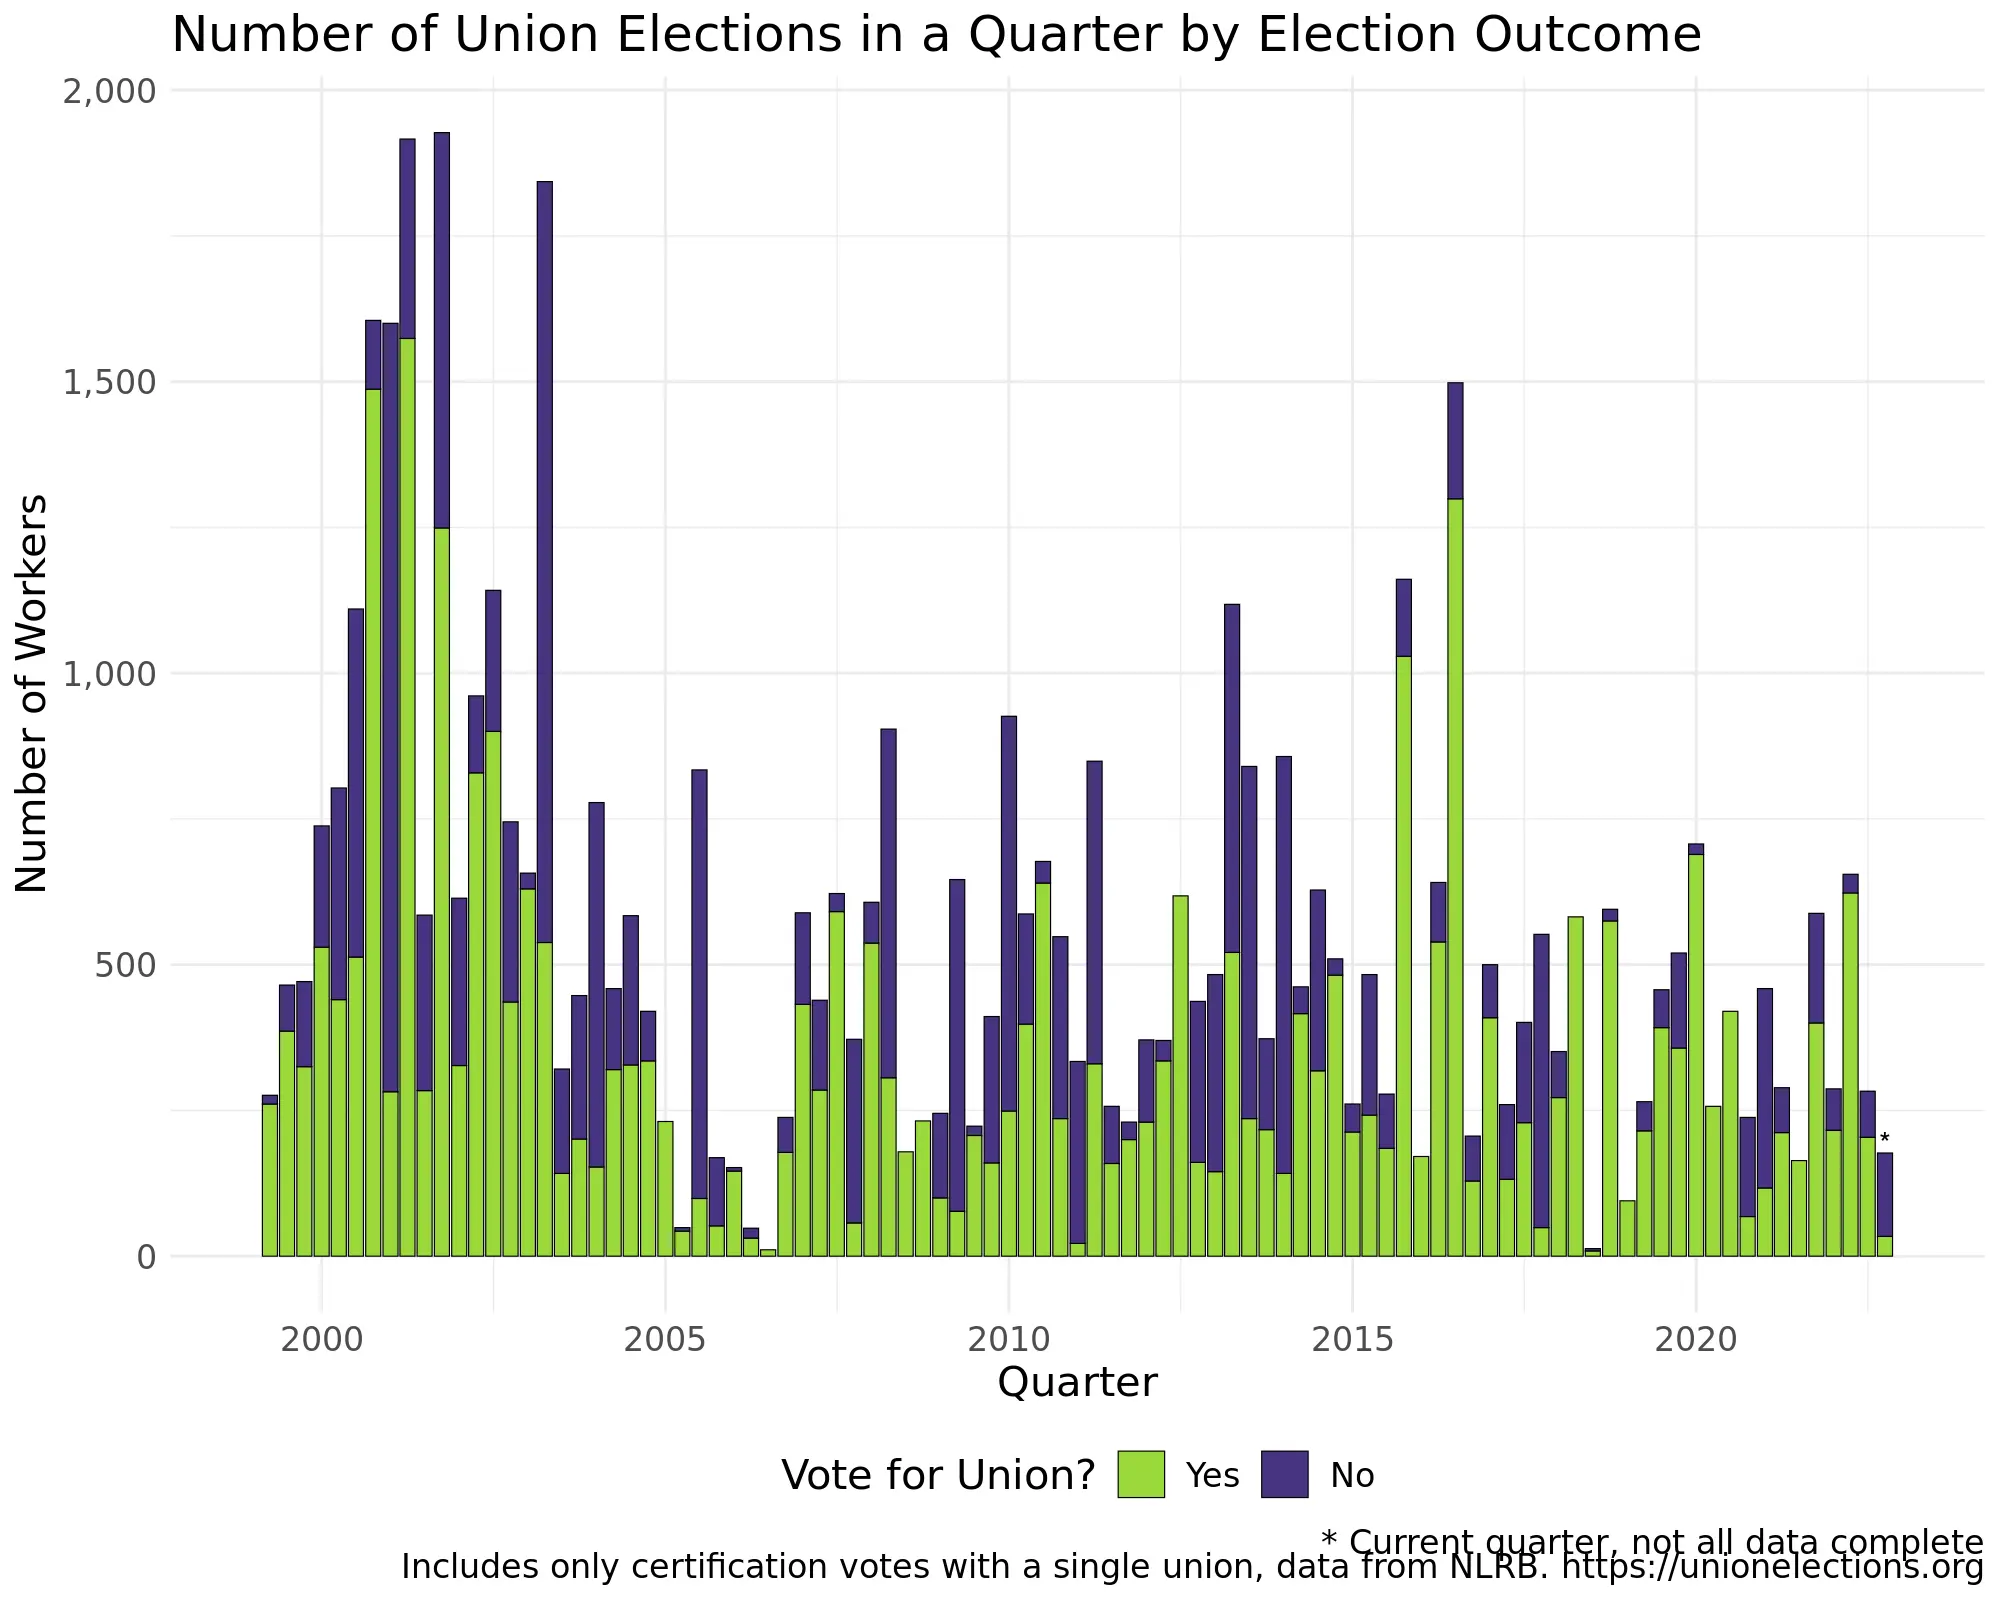 Number of Union Elections in a Quarter by Election Outcome
2,000
1,500
1,000
500
0
Number of Workers
*
2000 2005 2010 2015 2020
Quarter
Vote for Union? Yes No
* Current quarter, not all data complete
Includes only certification votes with a single union, data from NLRB. https://unionelections.org